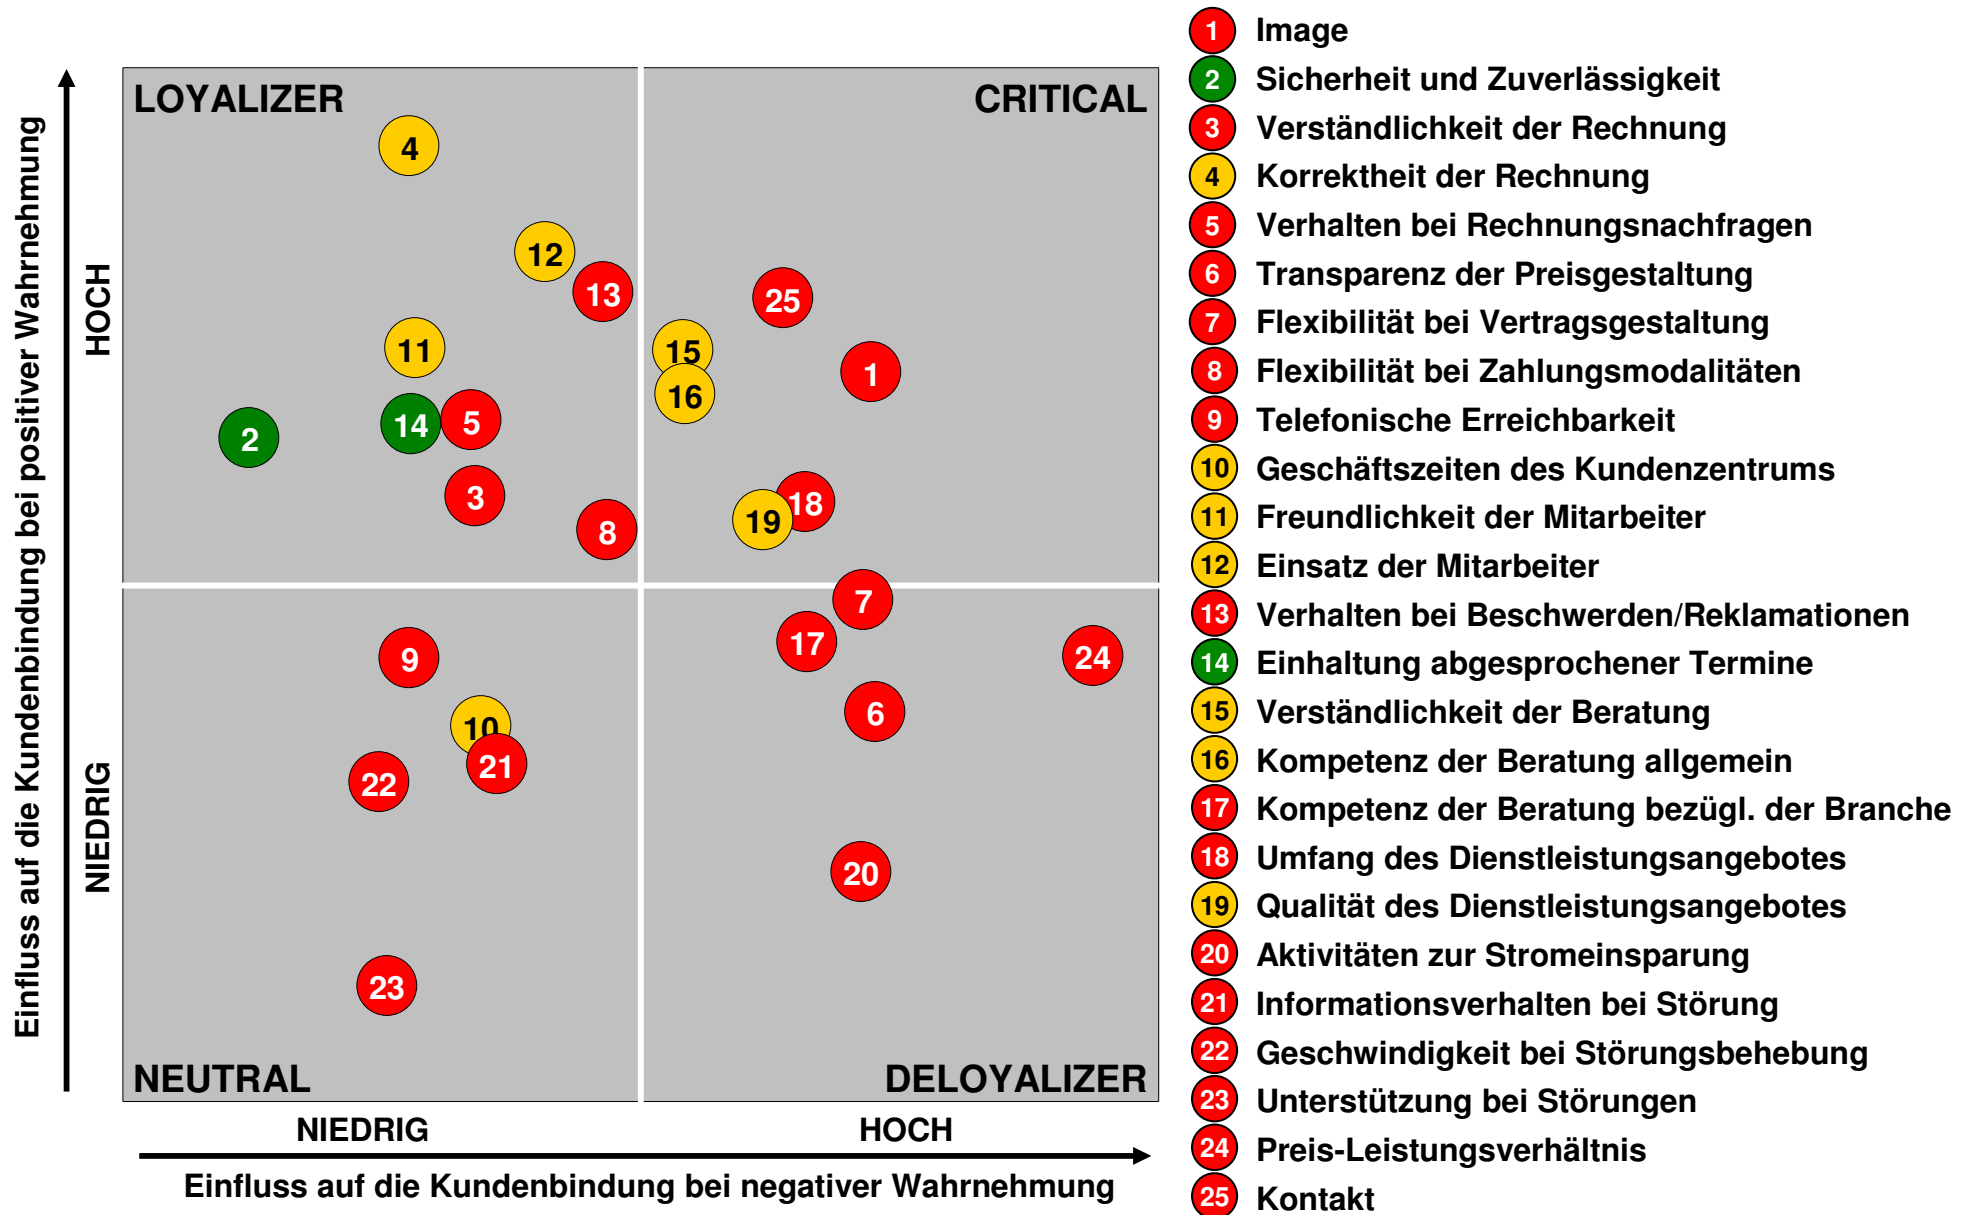 Einfluss auf die Kundenbindung bei positiver Wahrnehmung
HOCH
NIEDRIG
LOYALIZER
CRITICAL
4
12
13
25
11
15
1
16
2
14
5
3
18
19
8
7
17
9
24
6
10
21
22
20
23
NEUTRAL
DELOYALIZER
NIEDRIG
HOCH
Einfluss auf die Kundenbindung bei negativer Wahrnehmung
1 Image
2 Sicherheit und Zuverlässigkeit
3 Verständlichkeit der Rechnung
4 Korrektheit der Rechnung
5 Verhalten bei Rechnungsnachfragen
6 Transparenz der Preisgestaltung
7 Flexibilität bei Vertragsgestaltung
8 Flexibilität bei Zahlungsmodalitäten
9 Telefonische Erreichbarkeit
10 Geschäftszeiten des Kundenzentrums
11 Freundlichkeit der Mitarbeiter
12 Einsatz der Mitarbeiter
13 Verhalten bei Beschwerden/Reklamationen
14 Einhaltung abgesprochener Termine
15 Verständlichkeit der Beratung
16 Kompetenz der Beratung allgemein
17 Kompetenz der Beratung bezügl. der Branche
18 Umfang des Dienstleistungsangebotes
19 Qualität des Dienstleistungsangebotes
20 Aktivitäten zur Stromeinsparung
21 Informationsverhalten bei Störung
22 Geschwindigkeit bei Störungsbehebung
23 Unterstützung bei Störungen
24 Preis-Leistungsverhältnis
25 Kontakt